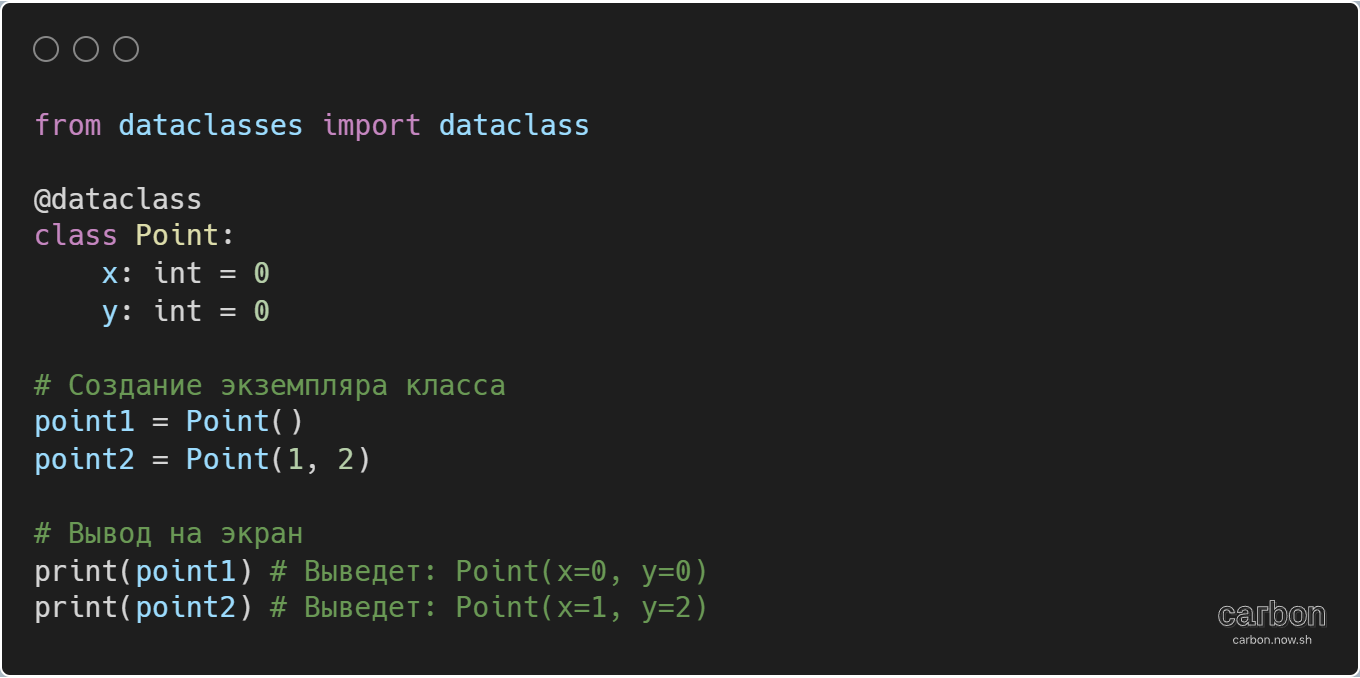 from dataclasses import dataclass
@dataclass
class Point:
    x: int = 0
    y: int = 0
# Создание экземпляра класса
point1 = Point()
point2 = Point(1, 2)
# Вывод на экран
print(point1) # Выведет: Point(x=0, y=0)
print(point2) # Выведет: Point(x=1, y=2)
carbon
carbon.now.sh